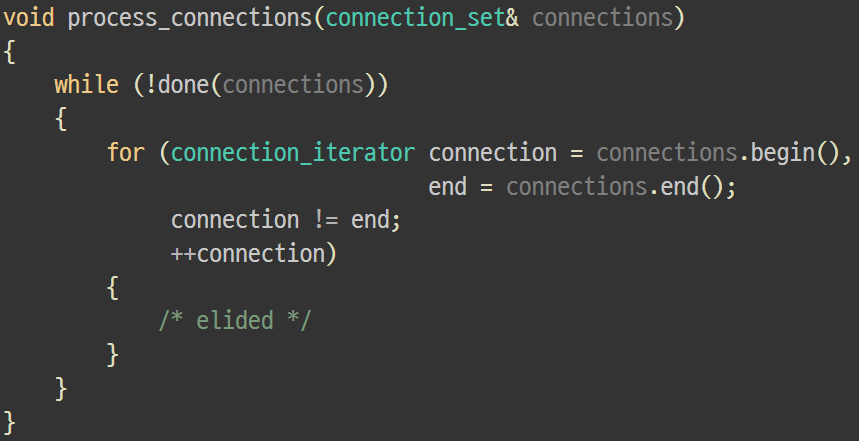 void process_connections(connection_set& connections)
{
    while (!done(connections))
    {
        for (connection_iterator connection = connections.begin(),
                                 end = connections.end();
             connection != end;
             ++connection)
        {
            /* elided */
        }
    }
}